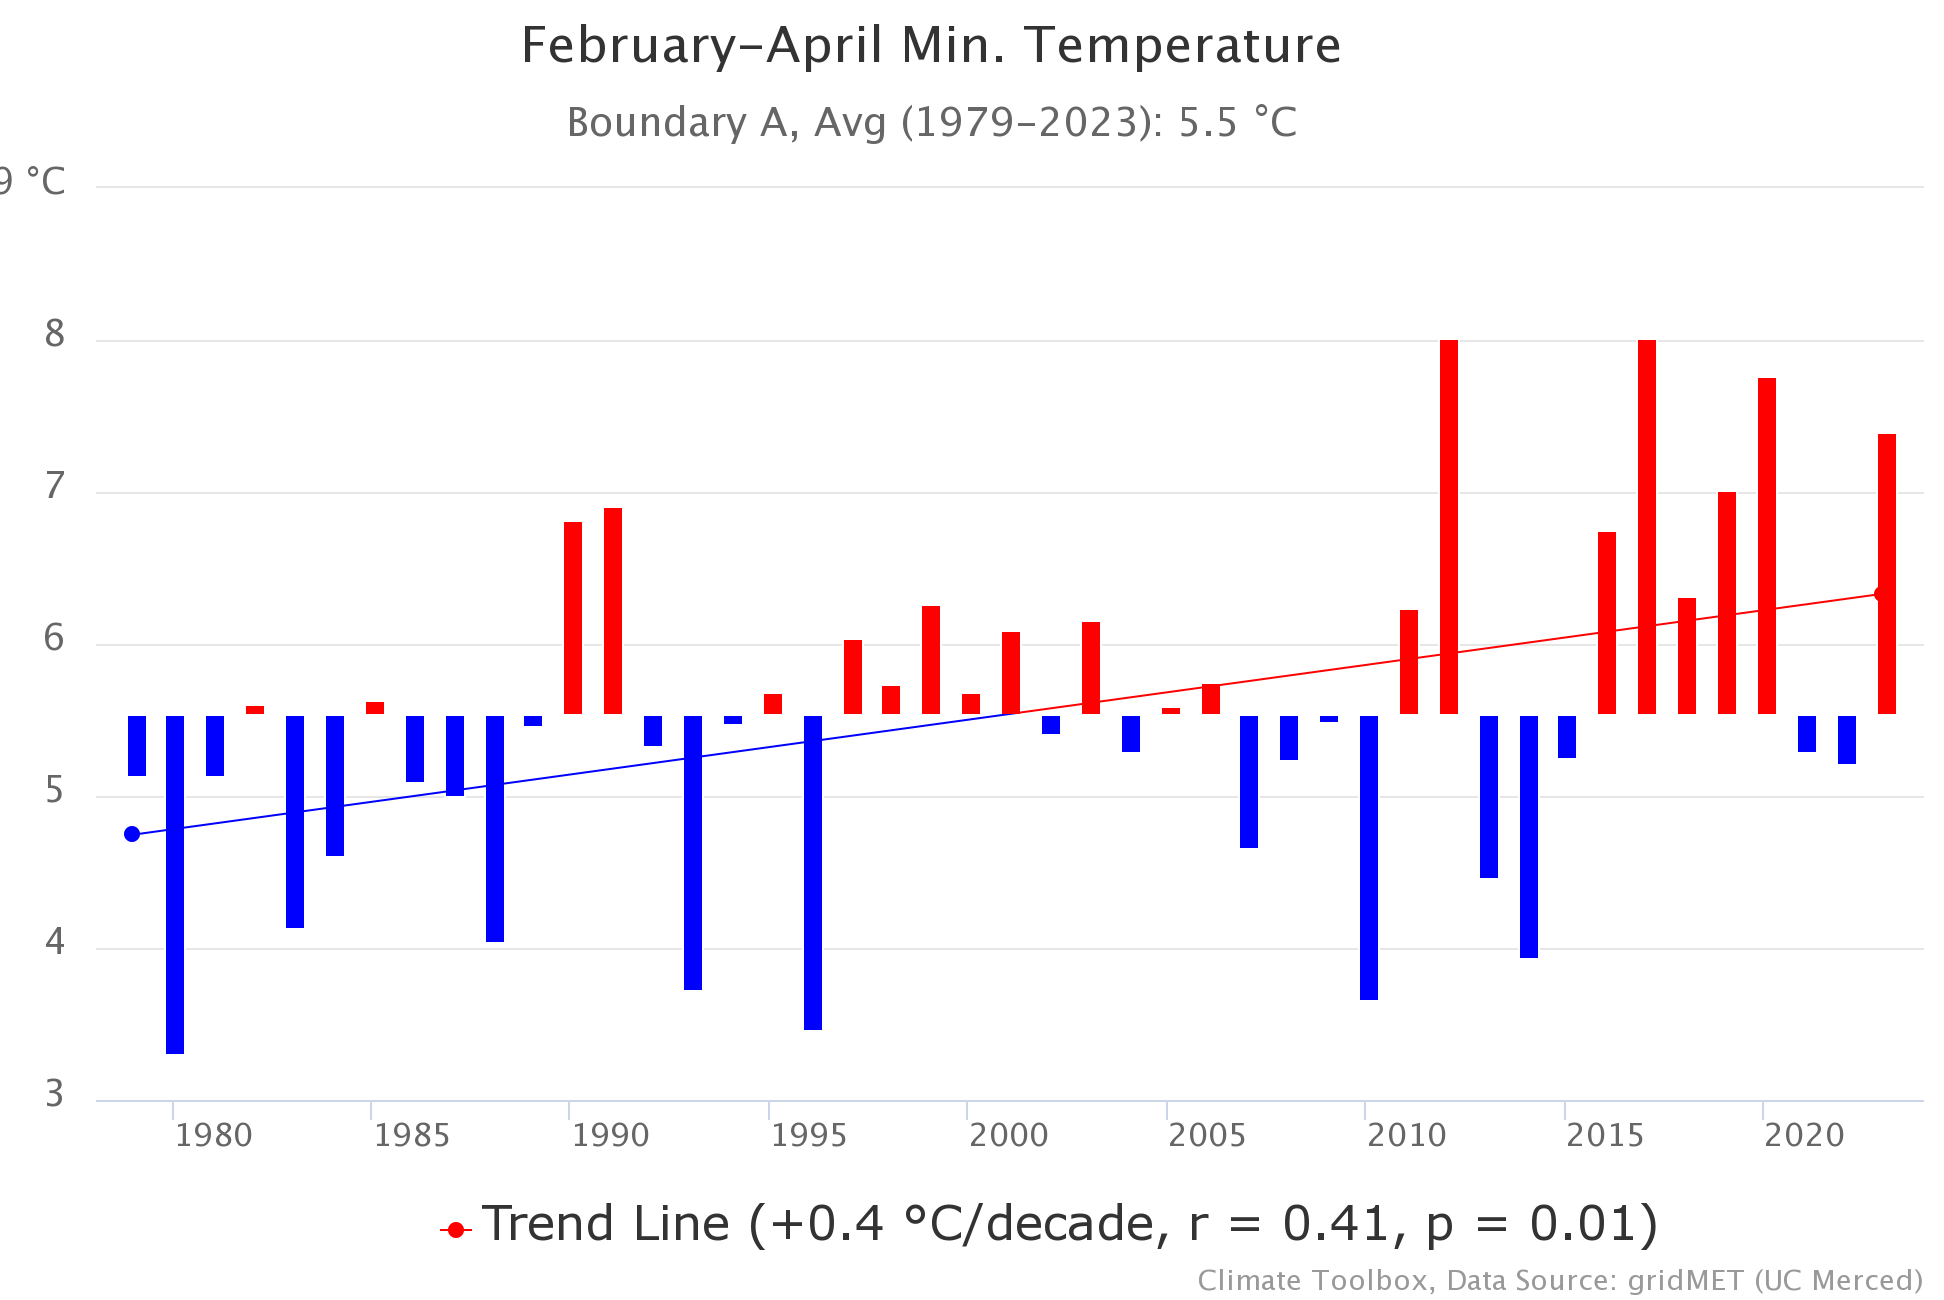 February–April Min. Temperature
Boundary A, Avg (1979–2023): 5.5 °C
9 °C
8
7
6
5
4
3
1980 1985 1990 1995 2000 2005 2010 2015 2020
Trend Line (+0.4 °C/decade, r = 0.41, p = 0.01)
Climate Toolbox, Data Source: gridMET (UC Merced)